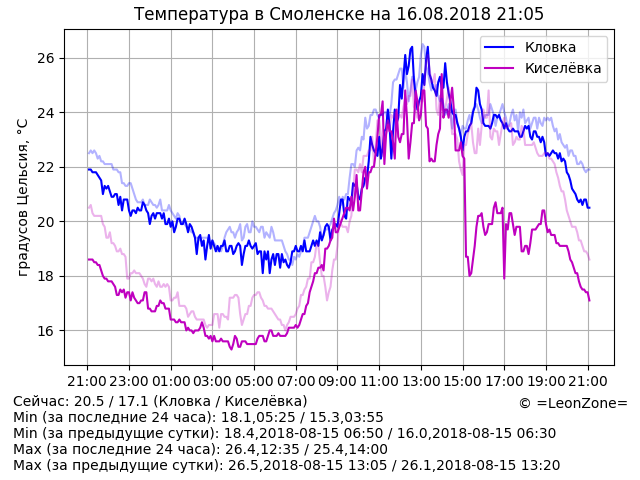 Температура в Смоленске на 16.08.2018 21:05
градусов Цельсия, °C
26
24
22
20
18
16
Кловка
Киселёвка
21:00 23:00 01:00 03:00 05:00 07:00 09:00 11:00 13:00 15:00 17:00 19:00 21:00
Сейчас: 20.5 / 17.1 (Кловка / Киселёвка)
© =LeonZone=
Min (за последние 24 часа): 18.1,05:25 / 15.3,03:55
Min (за предыдущие сутки): 18.4,2018-08-15 06:50 / 16.0,2018-08-15 06:30
Max (за последние 24 часа): 26.4,12:35 / 25.4,14:00
Max (за предыдущие сутки): 26.5,2018-08-15 13:05 / 26.1,2018-08-15 13:20